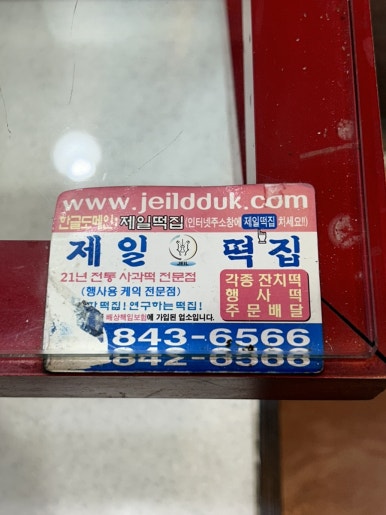 www.jeildduk.com
한글도메인: 제일떡집 (인터넷주소창에 제일떡집 치세요!!)
제일 JEIL 떡집
21년 전통 사과떡 전문점
(행사용 케익 전문점)
떡집! 연구하는떡집!
배상책임보험에 가입된 업소입니다.
각종 잔치떡
행사떡
주문배달
843-6566
842-6368